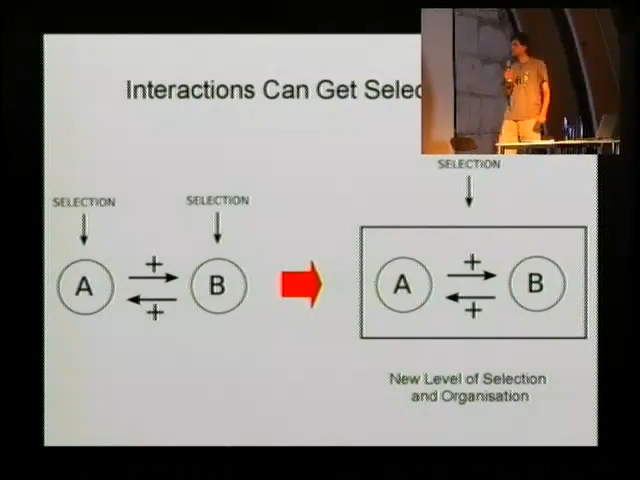 Interactions Can Get Selec
SELECTION
SELECTION
SELECTION
+
+
A
B
+
+
A
B
New Level of Selection
and Organisation